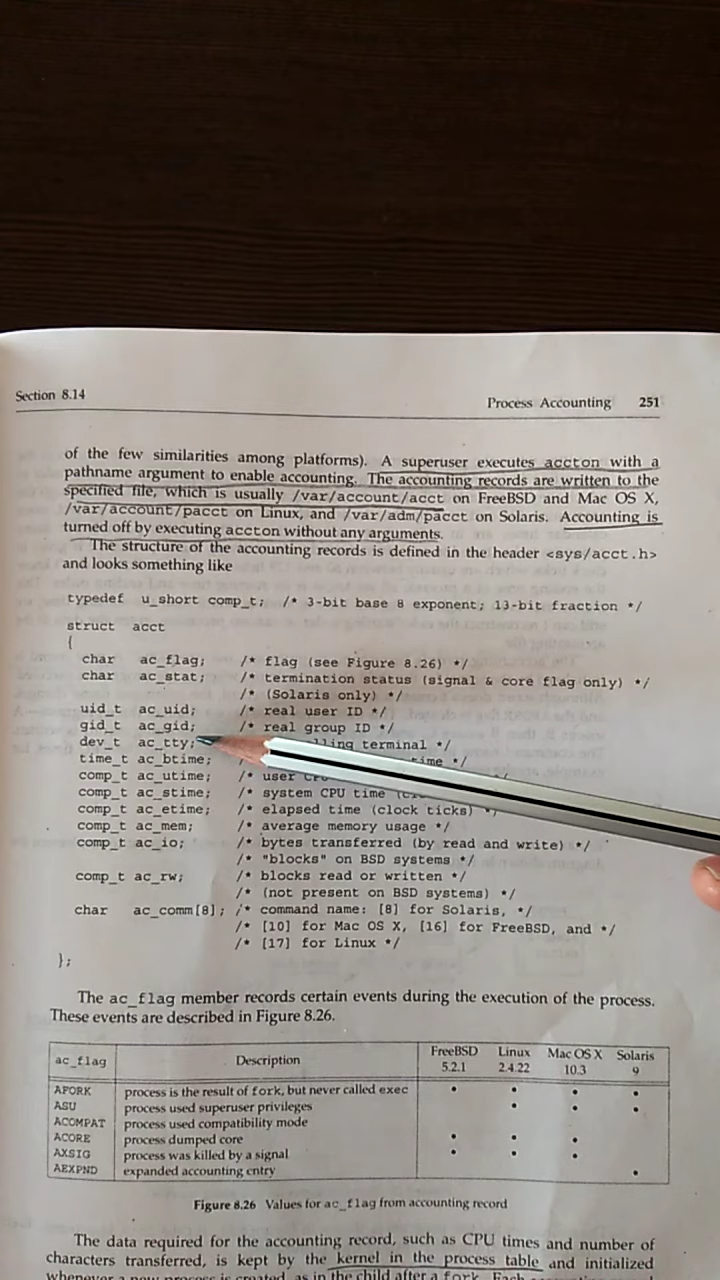 Section 8.14
Process Accounting 251
of the few similarities among platforms). A superuser executes accton with a
pathname argument to enable accounting. The accounting records are written to the
specified file, which is usually /var/account/acct on FreeBSD and Mac OS X,
/var/account/pacct on Linux, and /var/adm/pacct on Solaris. Accounting is
turned off by executing accton without any arguments.
The structure of the accounting records is defined in the header <sys/acct.h>
and looks something like
typedef u_short comp_t; /* 3-bit base 8 exponent; 13-bit fraction */
struct acct
{
char ac_flag; /* flag (see Figure 8.26) */
char ac_stat; /* termination status (signal & core flag only) */
/* (Solaris only) */
uid_t ac_uid; /* real user ID */
gid_t ac_gid; /* real group ID */
dev_t ac_tty; terminal */
time_t ac_btime; time */
comp_t ac_utime; /* user
comp_t ac_stime; /* system CPU time
comp_t ac_etime; /* elapsed time (clock ticks) */
comp_t ac_mem; /* average memory usage */
comp_t ac_io; /* bytes transferred (by read and write) */
/* "blocks" on BSD systems */
comp_t ac_rw; /* blocks read or written */
/* (not present on BSD systems) */
char ac_comm[8]; /* command name: [8] for Solaris, */
/* [10] for Mac OS X, [16] for FreeBSD, and */
/* [17] for Linux */
};
The ac_flag member records certain events during the execution of the process.
These events are described in Figure 8.26.
ac_flag Description FreeBSD 5.2.1 Linux 2.4.22 Mac OS X 10.3 Solaris 9
AFORK process is the result of fork, but never called exec • • • •
ASU process used superuser privileges • • •
ACOMPAT process used compatibility mode
ACORE process dumped core • • •
AXSIG process was killed by a signal • • •
AEXPND expanded accounting entry •
Figure 8.26 Values for ac_flag from accounting record
The data required for the accounting record, such as CPU times and number of
characters transferred, is kept by the kernel in the process table and initialized
whenever a new process is created, as in the child after a fork. Each